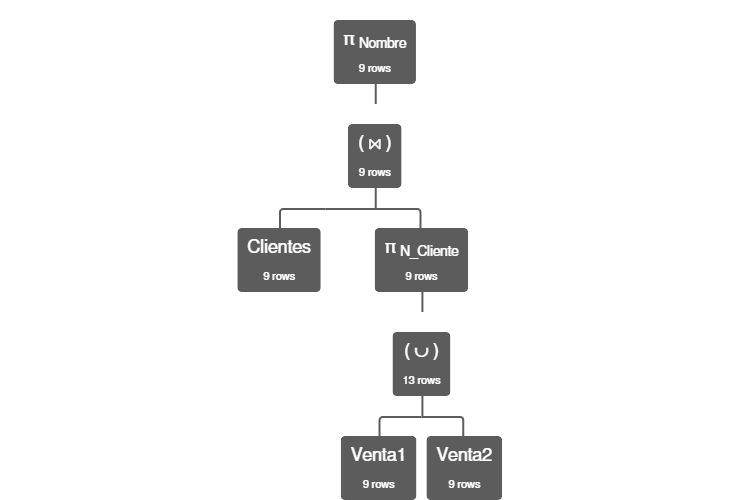 π Nombre
9 rows
( ⋈ )
9 rows
Clientes
9 rows
π N_Cliente
9 rows
( ∪ )
13 rows
Venta1
9 rows
Venta2
9 rows